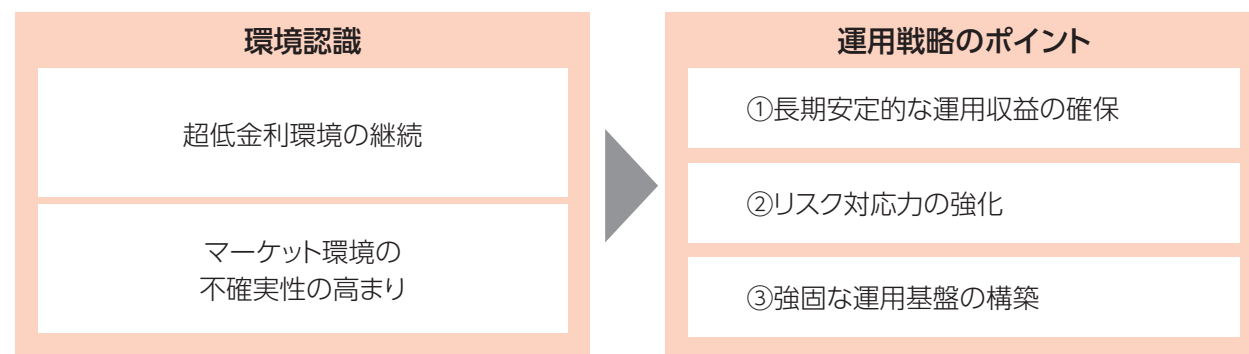 環境認識
超低金利環境の継続
マーケット環境の
不確実性の高まり
運用戦略のポイント
①長期安定的な運用収益の確保
②リスク対応力の強化
③強固な運用基盤の構築